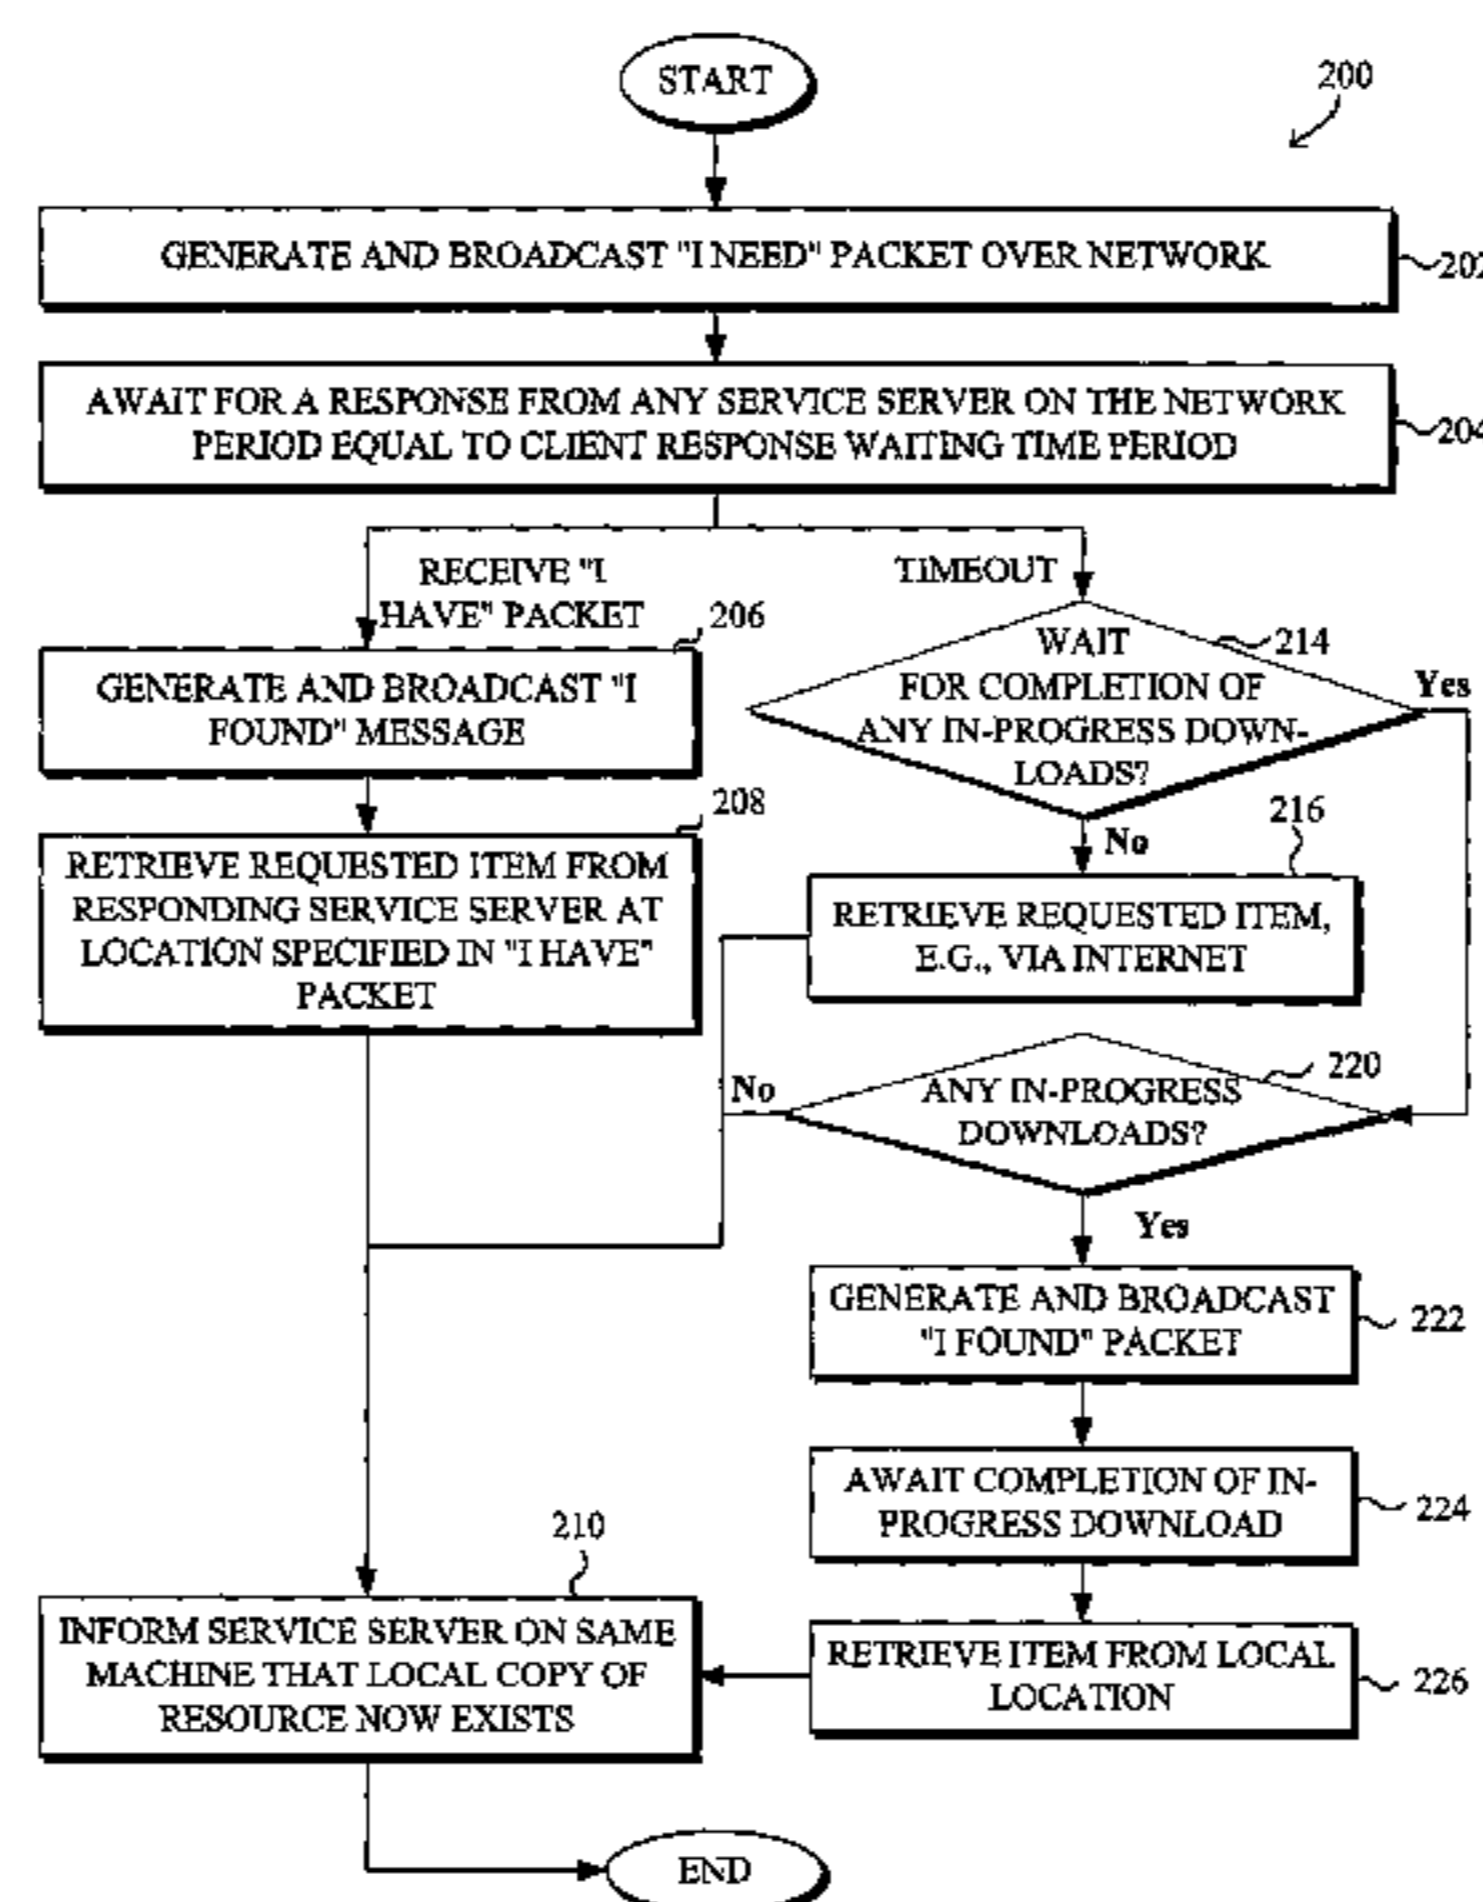 START
200
GENERATE AND BROADCAST "I NEED" PACKET OVER NETWORK
AWAIT FOR A RESPONSE FROM ANY SERVICE SERVER ON THE NETWORK
PERIOD EQUAL TO CLIENT RESPONSE WAITING TIME PERIOD
204
RECEIVE "I
HAVE" PACKET
TIMEOUT
206
GENERATE AND BROADCAST "I
FOUND" MESSAGE
WAIT
FOR COMPLETION OF
ANY IN-PROGRESS DOWN-
LOADS?
214
Yes
No
208
RETRIEVE REQUESTED ITEM FROM
RESPONDING SERVICE SERVER AT
LOCATION SPECIFIED IN "I HAVE"
PACKET
216
RETRIEVE REQUESTED ITEM,
E.G., VIA INTERNET
No
ANY IN-PROGRESS
DOWNLOADS?
220
Yes
GENERATE AND BROADCAST
"I FOUND" PACKET
222
AWAIT COMPLETION OF IN-
PROGRESS DOWNLOAD
224
210
INFORM SERVICE SERVER ON SAME
MACHINE THAT LOCAL COPY OF
RESOURCE NOW EXISTS
RETRIEVE ITEM FROM LOCAL
LOCATION
226
END